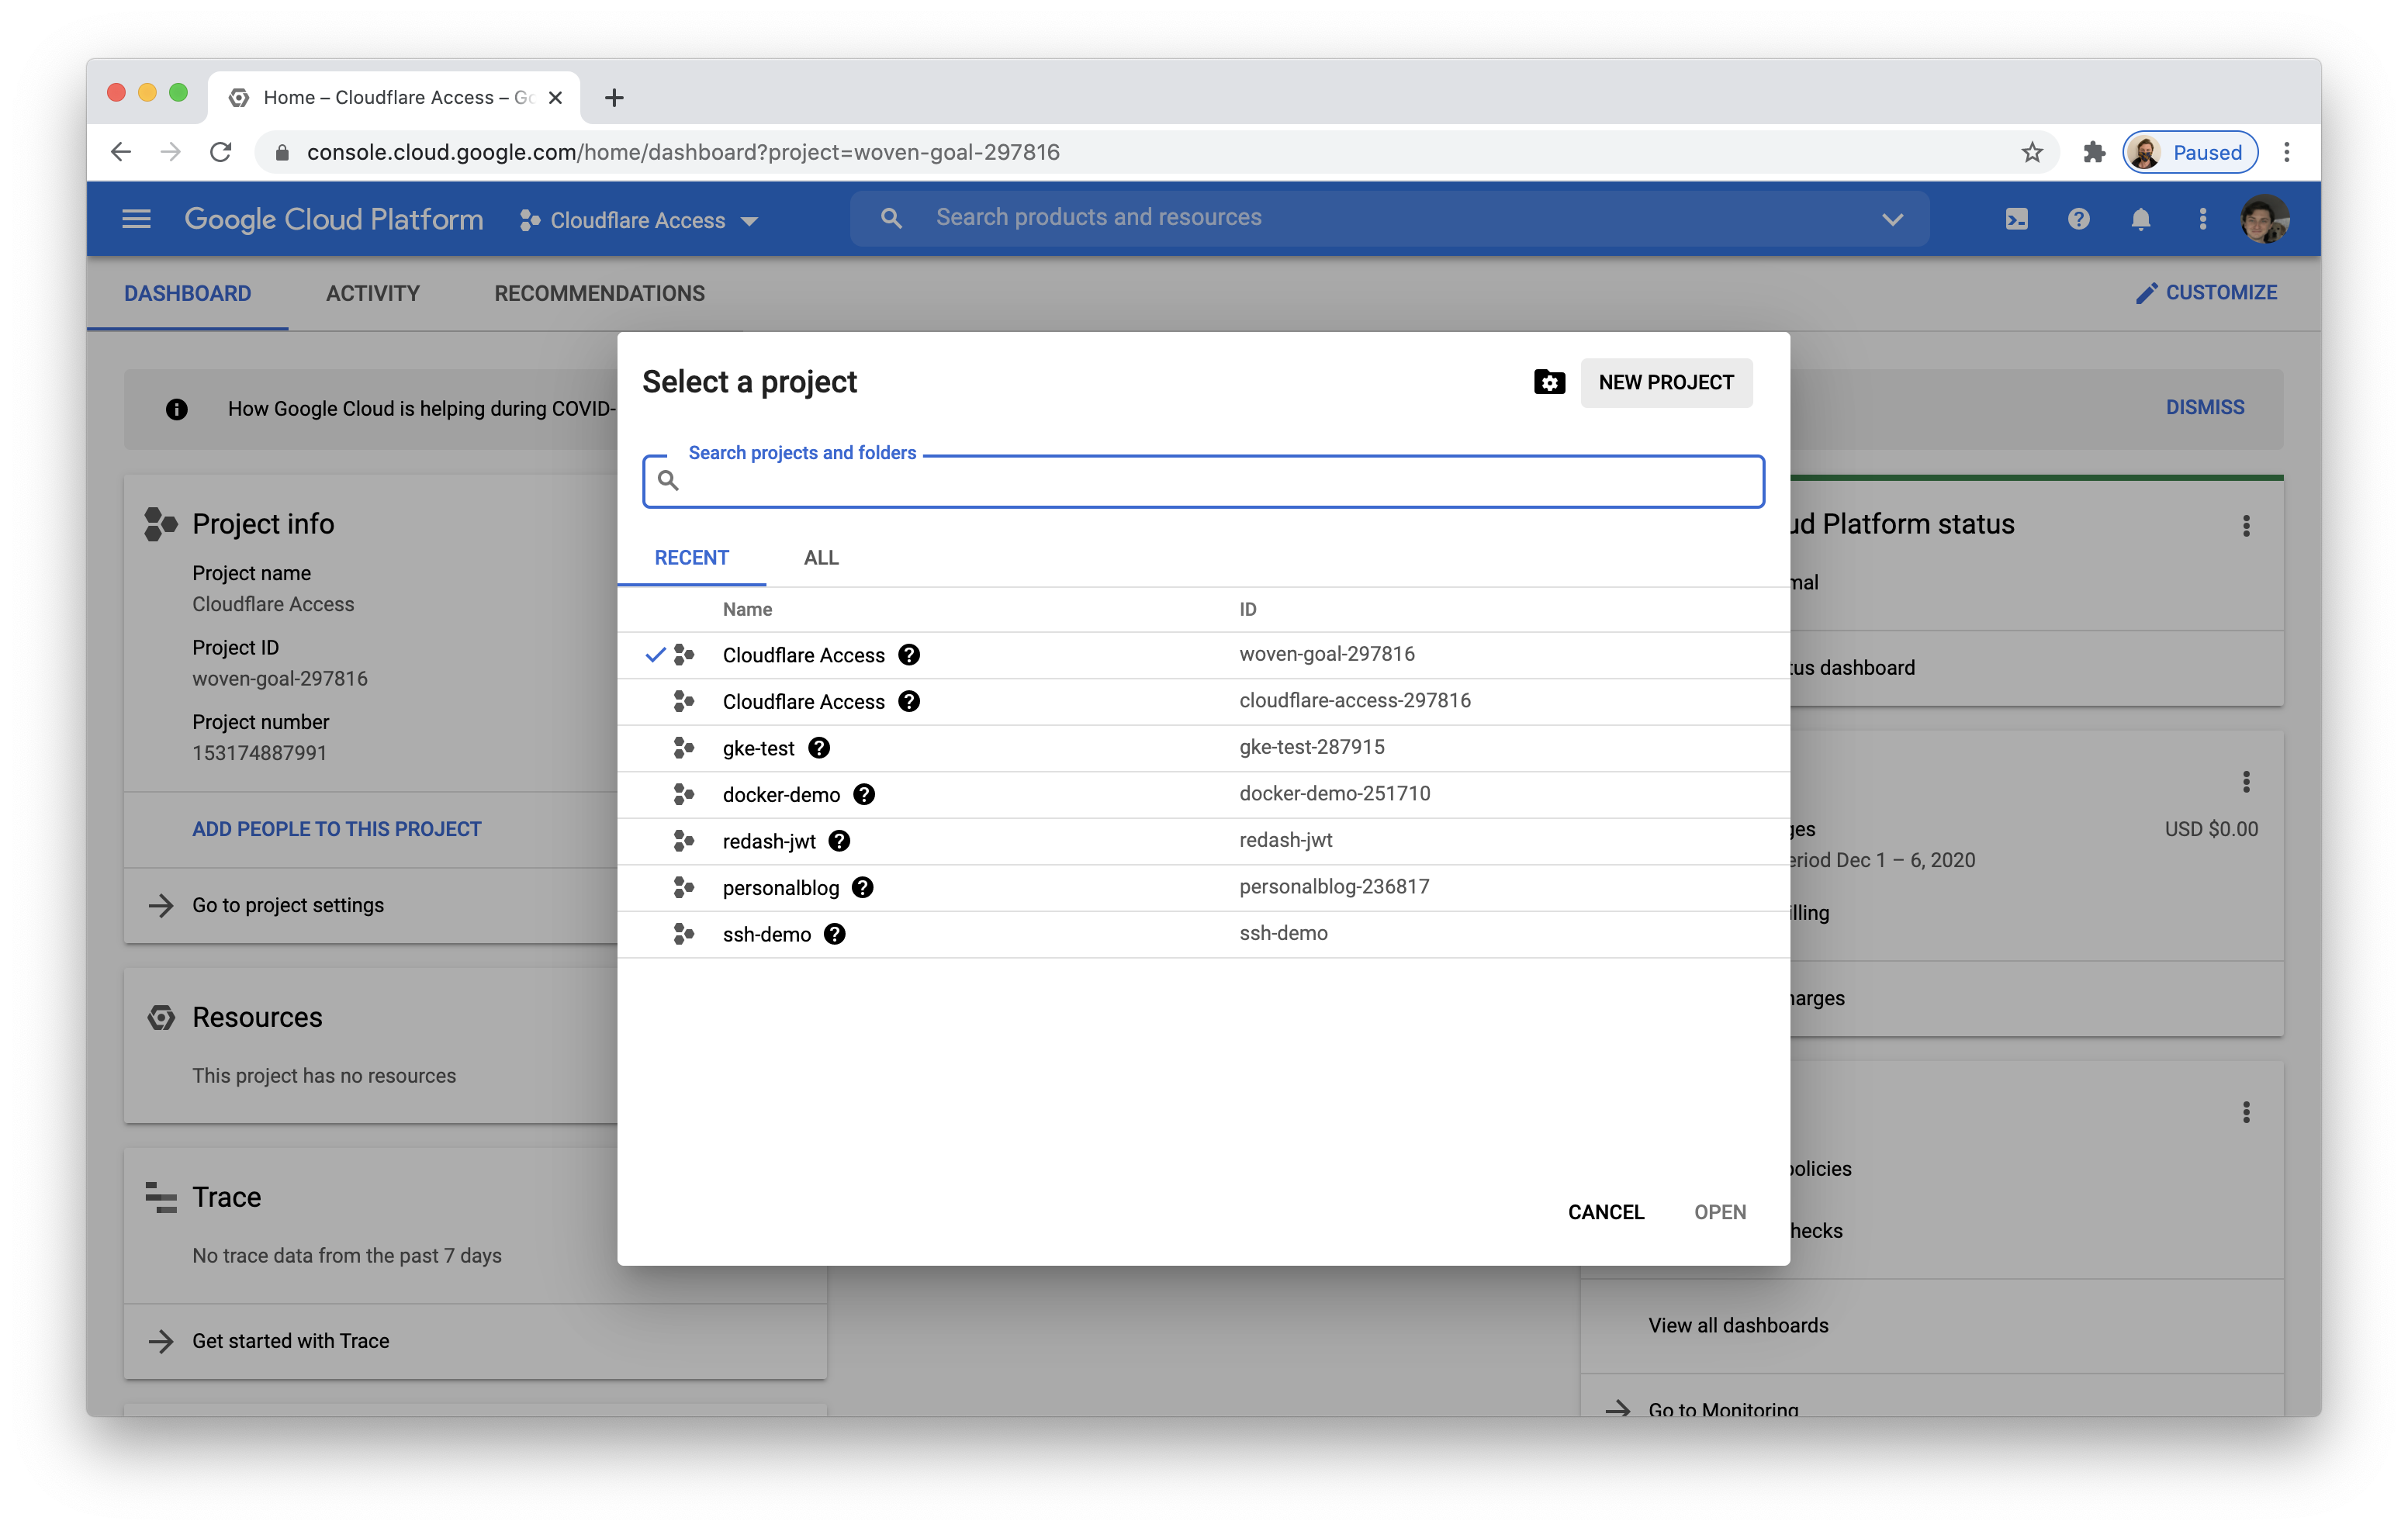 Home – Cloudflare Access – Go
console.cloud.google.com/home/dashboard?project=woven-goal-297816
Paused
Google Cloud Platform
Cloudflare Access
Search products and resources
DASHBOARD
ACTIVITY
RECOMMENDATIONS
CUSTOMIZE
How Google Cloud is helping during COVID-
DISMISS
Project info
Project name
Cloudflare Access
Project ID
woven-goal-297816
Project number
153174887991
ADD PEOPLE TO THIS PROJECT
Go to project settings
Resources
This project has no resources
Trace
No trace data from the past 7 days
Get started with Trace
Select a project
NEW PROJECT
Search projects and folders
RECENT
ALL
Name ID
Cloudflare Access woven-goal-297816
Cloudflare Access cloudflare-access-297816
gke-test gke-test-287915
docker-demo docker-demo-251710
redash-jwt redash-jwt
personalblog personalblog-236817
ssh-demo ssh-demo
CANCEL
OPEN
ud Platform status
mal
tus dashboard
ges
USD $0.00
eriod Dec 1 – 6, 2020
illing
harges
policies
hecks
View all dashboards
Go to Monitoring